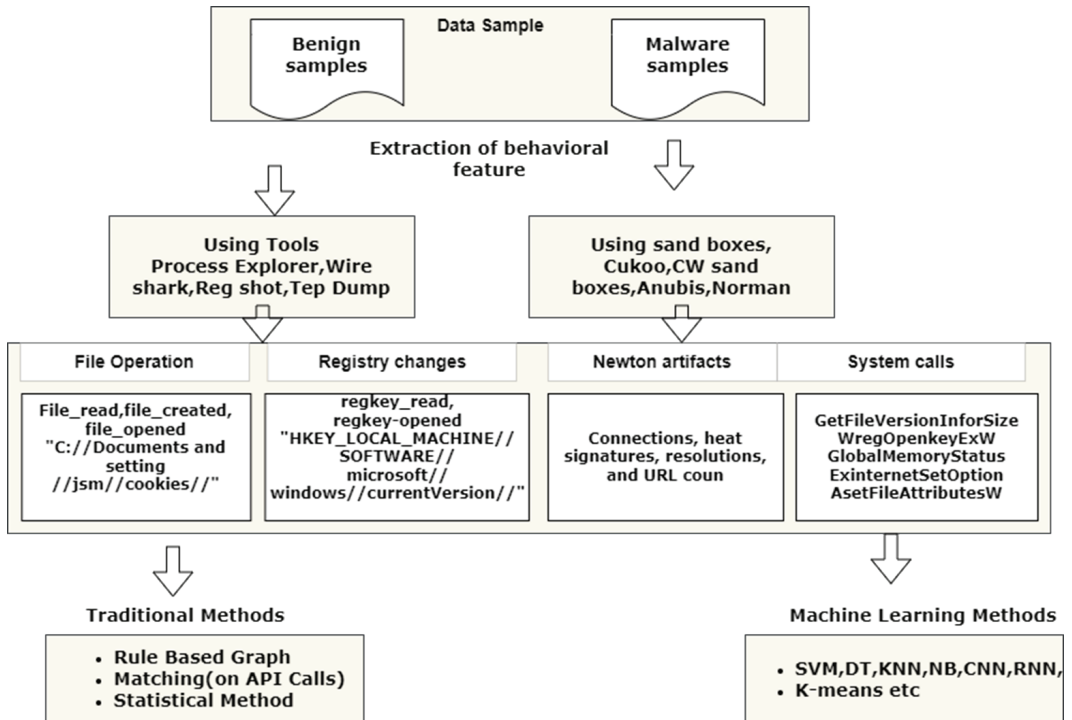 Data Sample
Benign
samples
Malware
samples
Extraction of behavioral
feature
Using Tools
Process Explorer,Wire
shark,Reg shot,Tep Dump
Using sand boxes,
Cukoo,CW sand
boxes,Anubis,Norman
File Operation
Registry changes
Newton artifacts
System calls
File_read,file_created,
file_opened
"C://Documents and
setting
//jsm//cookies//"
regkey_read,
regkey-opened
"HKEY_LOCAL_MACHINE//
SOFTWARE//
microsoft//
windows//currentVersion//"
Connections, heat
signatures, resolutions,
and URL coun
GetFileVersionInforSize
WregOpenkeyExW
GlobalMemoryStatus
ExinternetSetOption
AsetFileAttributesW
Traditional Methods
• Rule Based Graph
• Matching(on API Calls)
• Statistical Method
Machine Learning Methods
• SVM,DT,KNN,NB,CNN,RNN,
• K-means etc